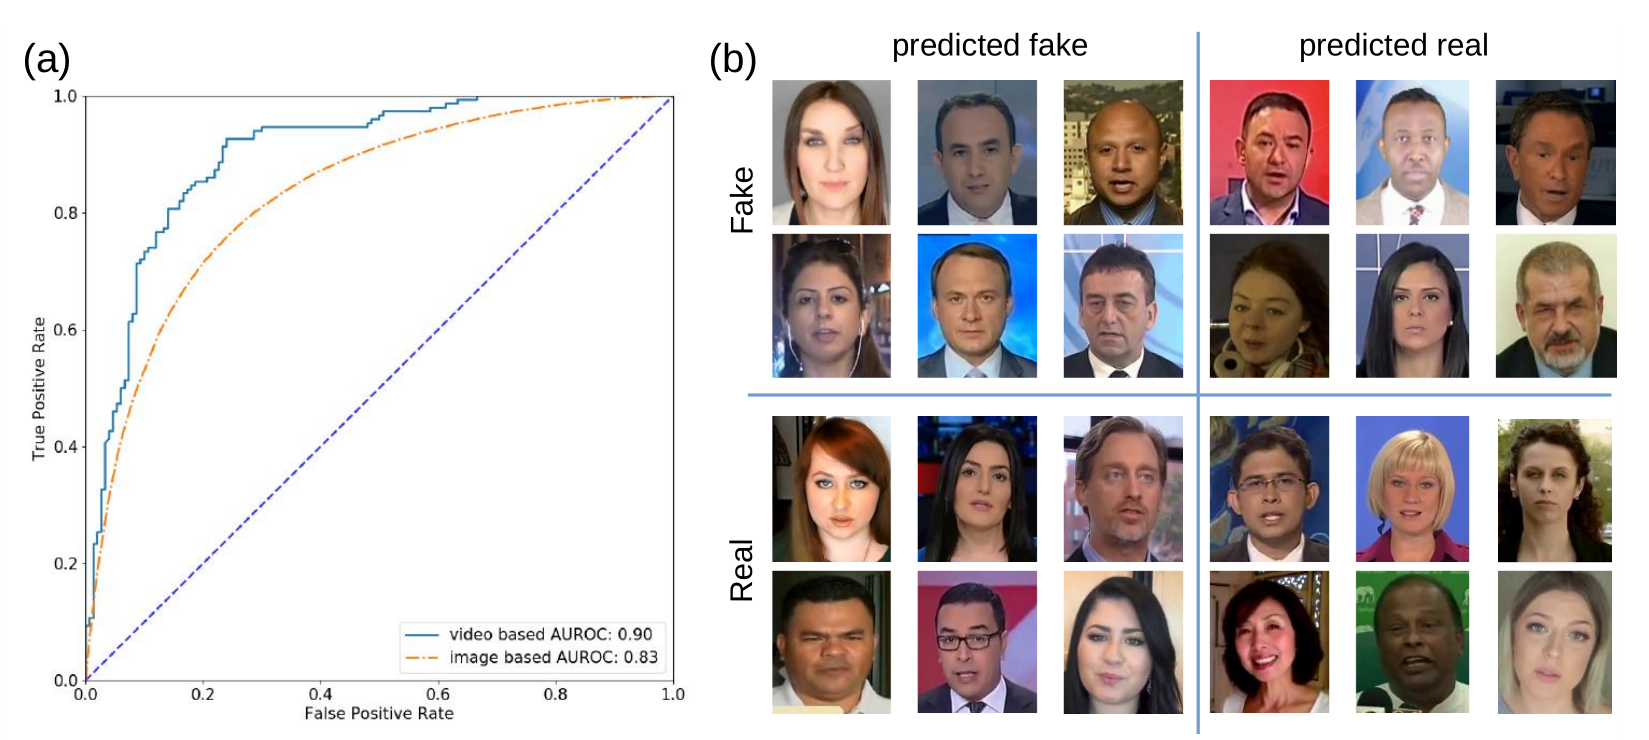 (a)
1.0
0.8
0.6
0.4
0.2
0.0
True Positive Rate
0.0 0.2 0.4 0.6 0.8 1.0
False Positive Rate
video based AUROC: 0.90
image based AUROC: 0.83
(b)
predicted fake
predicted real
Fake
Real